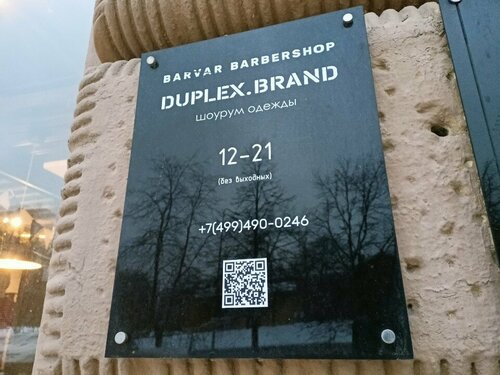 BARVAR BARBERSHOP
DUPLEX.BRAND
шоурум одежды
12-21
(без выходных)
+7(499)490-0246